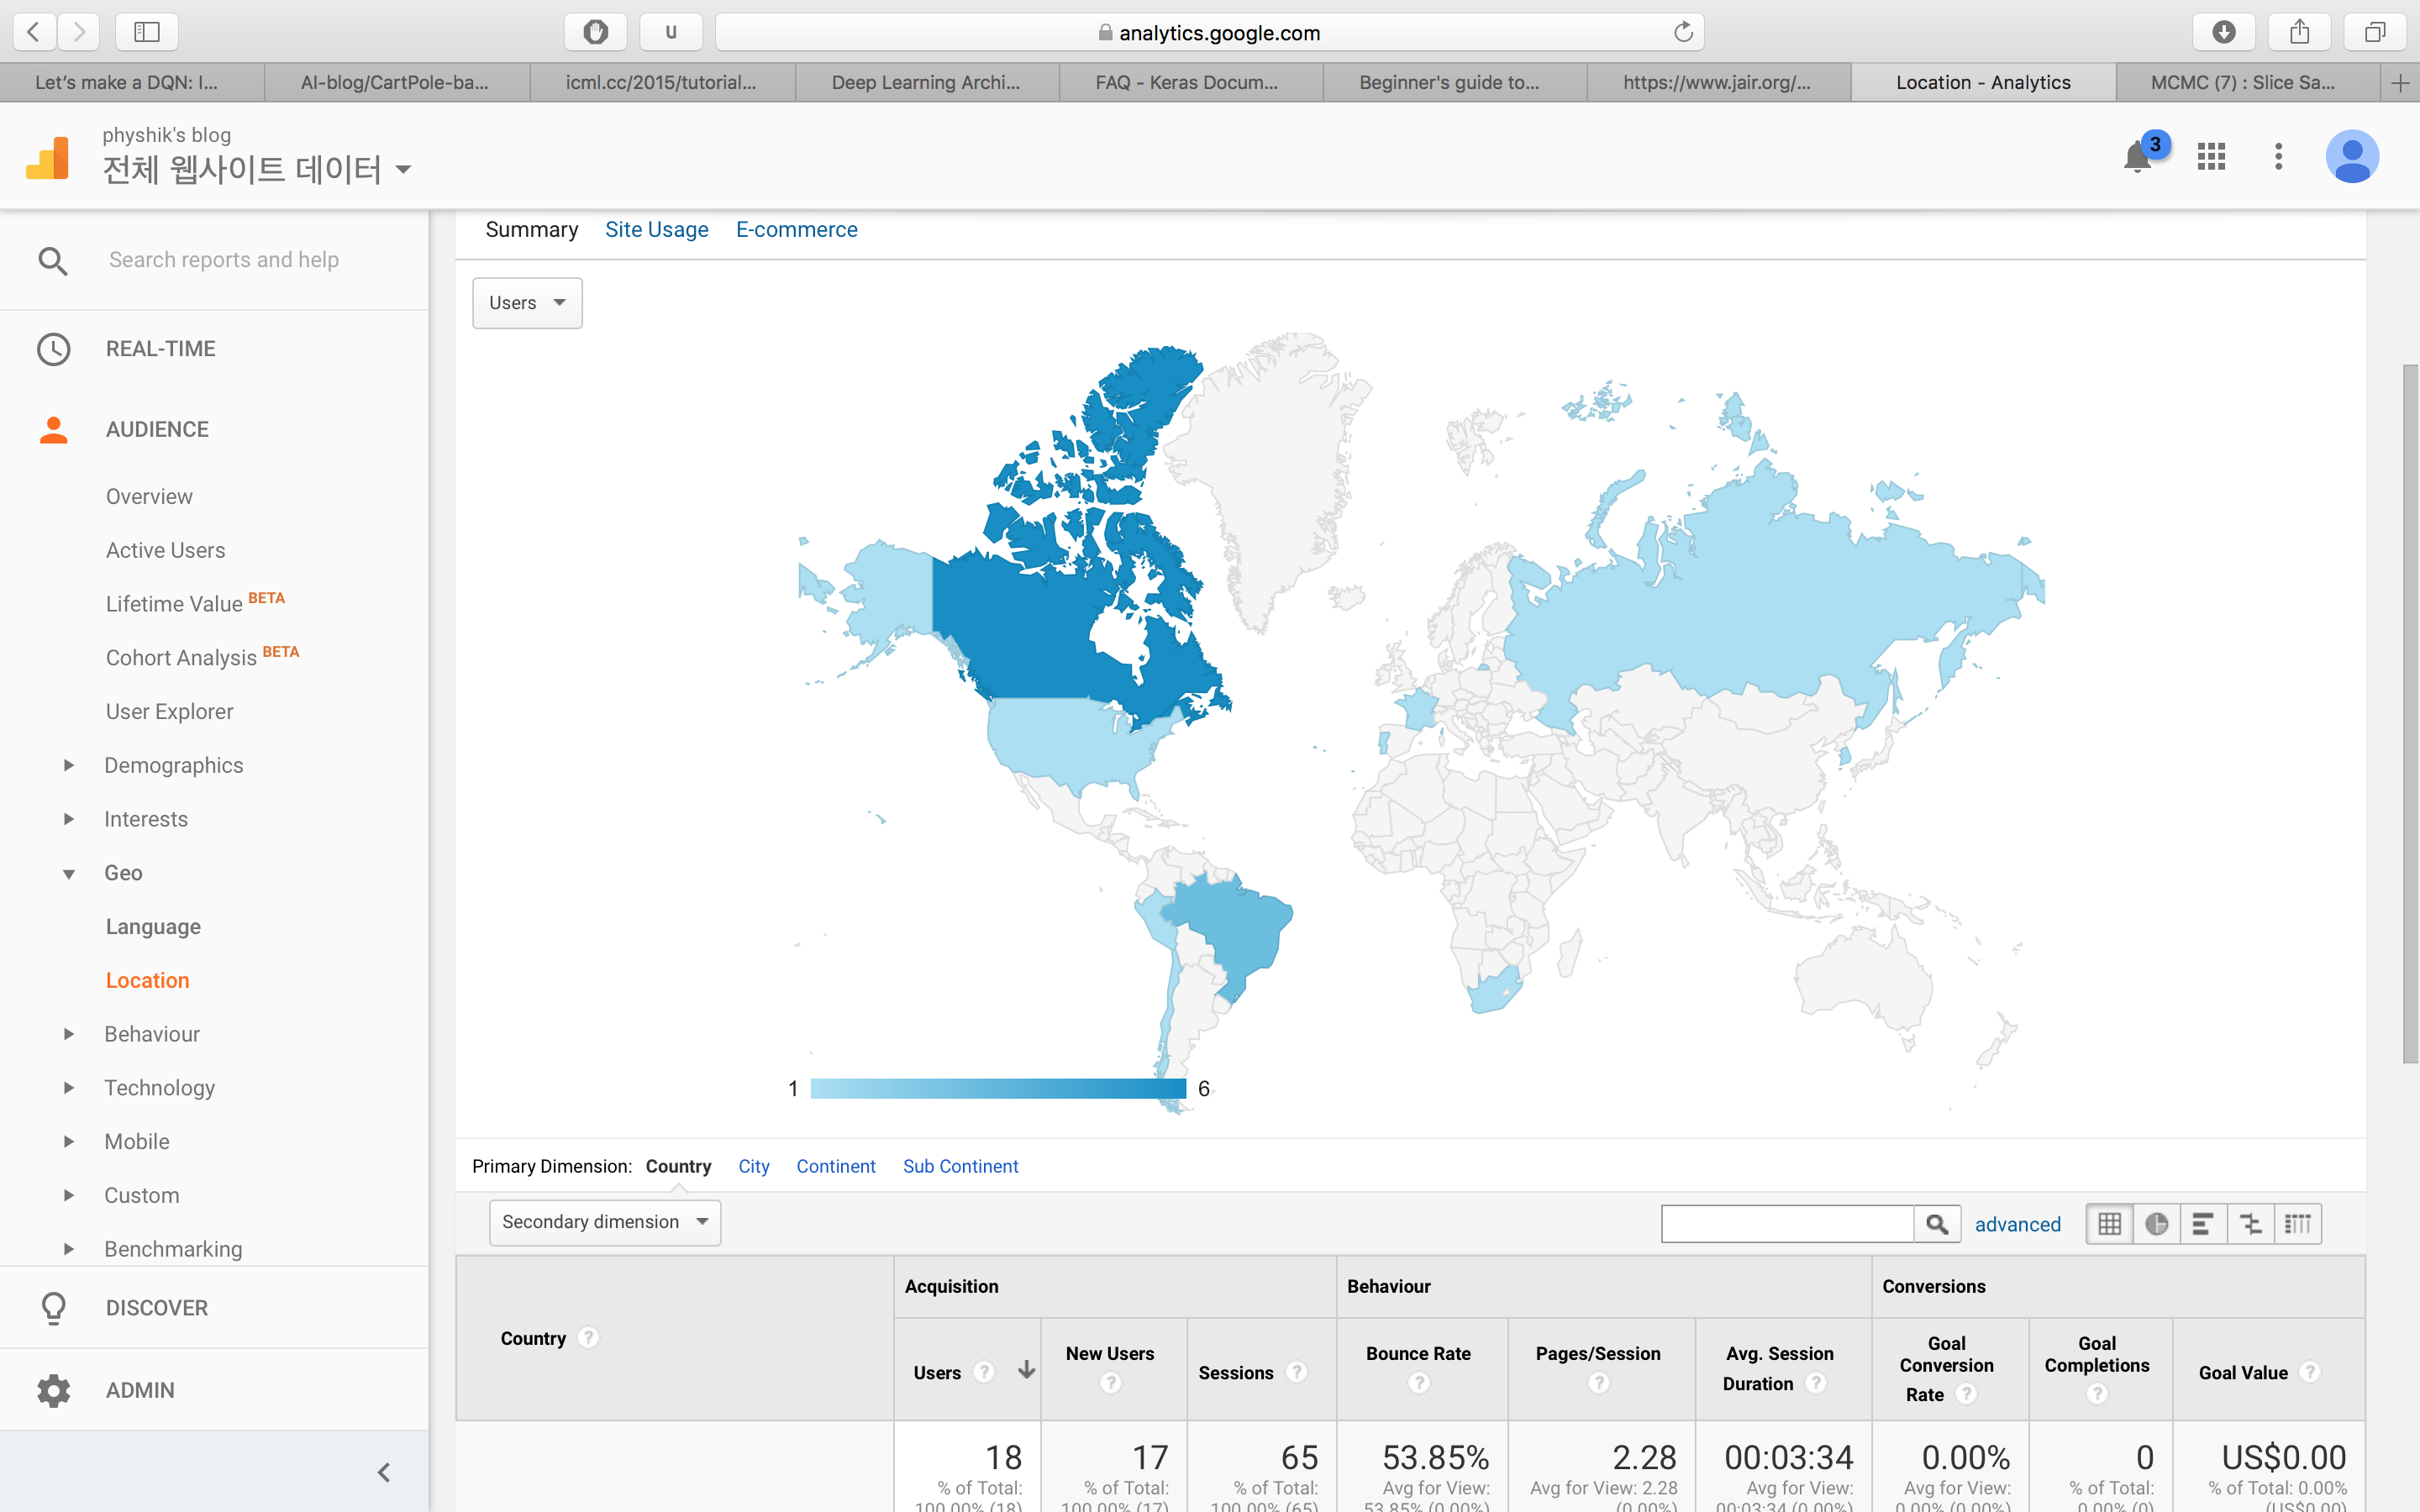 analytics.google.com
Let's make a DQN: I...
AI-blog/CartPole-ba...
icml.cc/2015/tutorial...
Deep Learning Archi...
FAQ - Keras Docum...
Beginner's guide to...
https://www.jair.org/...
Location - Analytics
MCMC (7) : Slice Sa...
physhik's blog
전체 웹사이트 데이터
3
Search reports and help
REAL-TIME
AUDIENCE
Overview
Active Users
Lifetime Value BETA
Cohort Analysis BETA
User Explorer
Demographics
Interests
Geo
Language
Location
Behaviour
Technology
Mobile
Custom
Benchmarking
DISCOVER
ADMIN
Summary Site Usage E-commerce
Users
1 6
Primary Dimension: Country City Continent Sub Continent
Secondary dimension
advanced
Country
Acquisition
Behaviour
Conversions
Users
New Users
Sessions
Bounce Rate
Pages/Session
Avg. Session
Duration
Goal
Conversion
Rate
Goal
Completions
Goal Value
18
% of Total:
100.00% (18)
17
% of Total:
100.00% (17)
65
% of Total:
100.00% (65)
53.85%
Avg for View:
53.85% (0.00%)
2.28
Avg for View: 2.28
(0.00%)
00:03:34
Avg for View:
00:03:34 (0.00%)
0.00%
Avg for View:
0.00% (0.00%)
0
% of Total:
0.00% (0)
US$0.00
% of Total: 0.00%
(US$0.00)